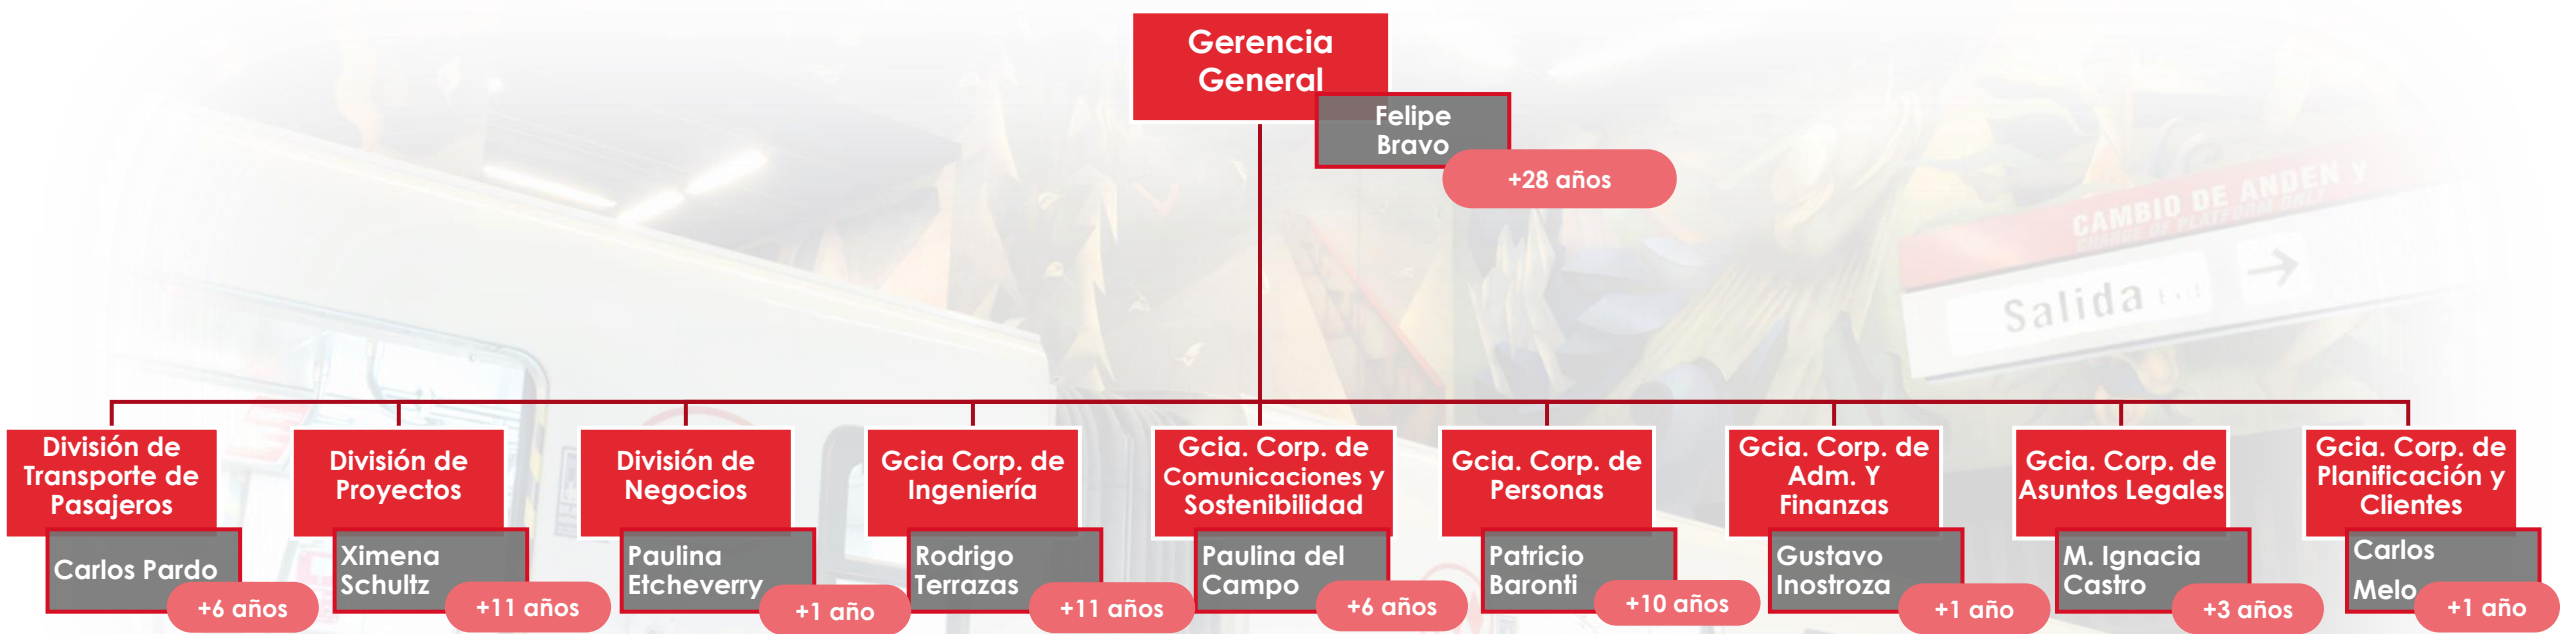 Gerencia
General
Felipe
Bravo
+28 años
CAMBIO DE ANDEN y
CHANGE OF PLATFORM
Salida Exit
División de
Transporte de
Pasajeros
Carlos Pardo
+6 años
División de
Proyectos
Ximena
Schultz
+11 años
División de
Negocios
Paulina
Etcheverry
+1 año
Gcia Corp. de
Ingeniería
Rodrigo
Terrazas
+11 años
Gcia. Corp. de
Comunicaciones y
Sostenibilidad
Paulina del
Campo
+6 años
Gcia. Corp. de
Personas
Patricio
Baronti
+10 años
Gcia. Corp. de
Adm. Y
Finanzas
Gustavo
Inostroza
+1 año
Gcia. Corp. de
Asuntos Legales
M. Ignacia
Castro
+3 años
Gcia. Corp. de
Planificación y
Clientes
Carlos
Melo
+1 año